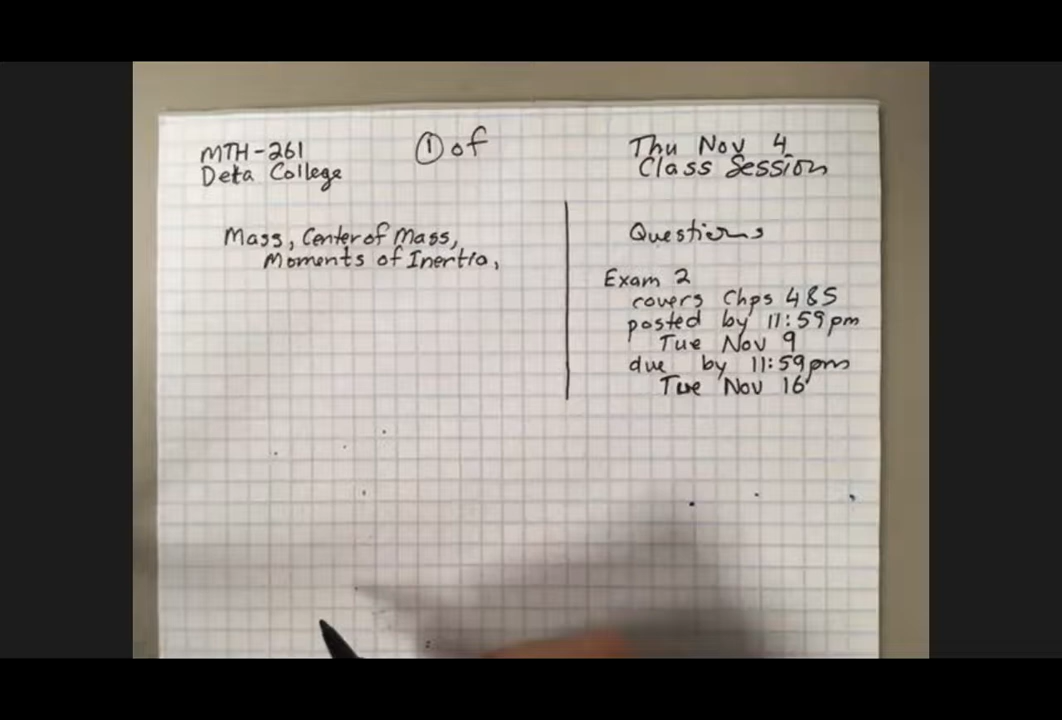 MTH-261
Delta College
① of
Thu Nov 4
Class Session
Mass, Center of Mass,
Moments of Inertia,
Questions
Exam 2
covers Chps 4&5
posted by 11:59pm
Tue Nov 9
due by 11:59pm
Tue Nov 16